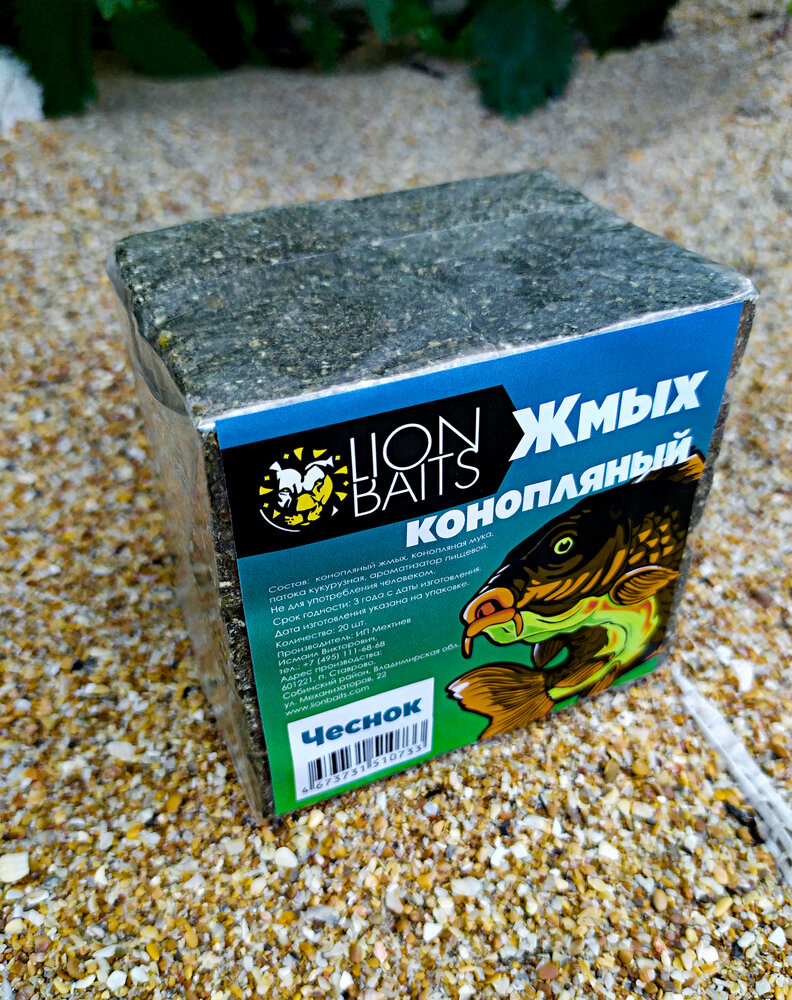 LION
BAITS
Жмых
конопляный
Состав: конопляный жмых, конопляная мука,
патока кукурузная, ароматизатор пищевой.
Не для употребления человеком.
Срок годности: 3 года с даты изготовления.
Дата изготовления указана на упаковке.
Количество: 20 шт.
Производитель: ИП Мехтиев
Исмаил Викторович,
тел.: +7 (495) 111-68-68
Адрес производства:
601221, п. Ставрово,
Собинский район, Владимирская обл.
ул. Механизаторов, 22
www.lionbaits.com
Чеснок
4 673731 510733